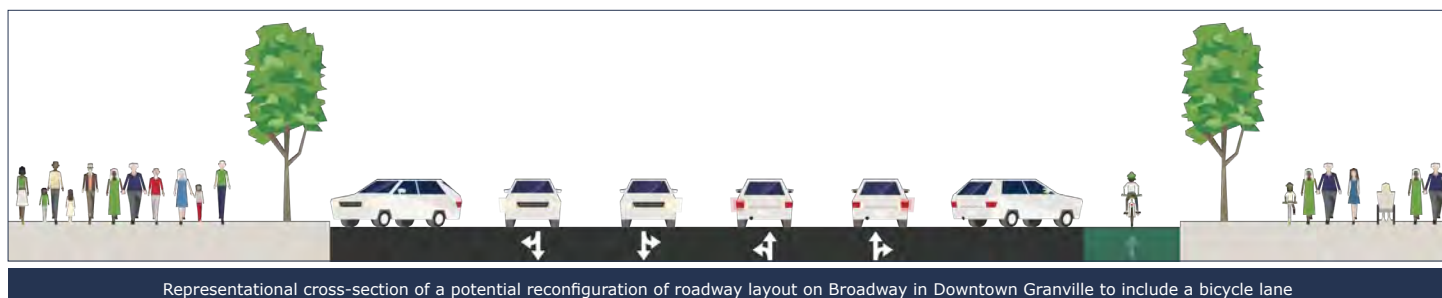 Representational cross-section of a potential reconfiguration of roadway layout on Broadway in Downtown Granville to include a bicycle lane